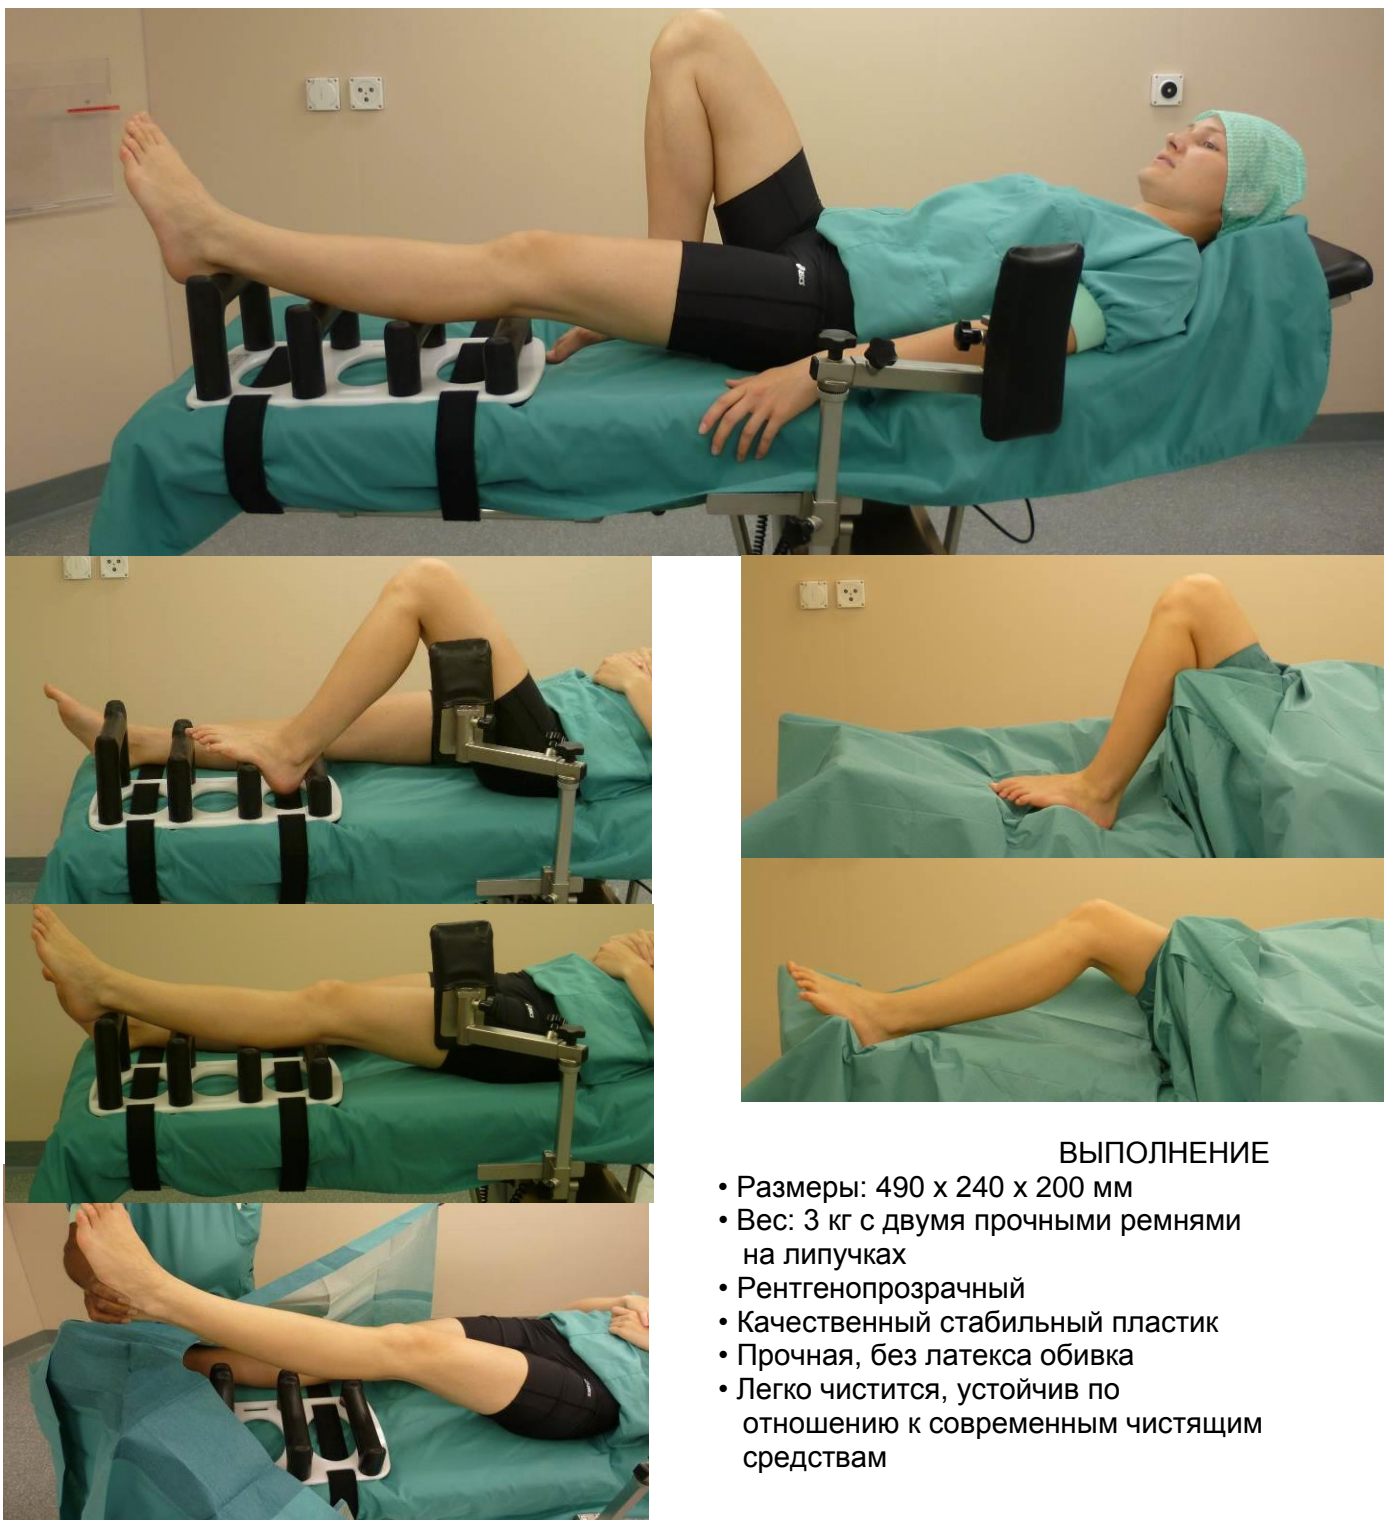 ВЫПОЛНЕНИЕ
• Размеры: 490 x 240 x 200 мм
• Вес: 3 кг с двумя прочными ремнями
на липучках
• Рентгенопрозрачный
• Качественный стабильный пластик
• Прочная, без латекса обивка
• Легко чистится, устойчив по
отношению к современным чистящим
средствам